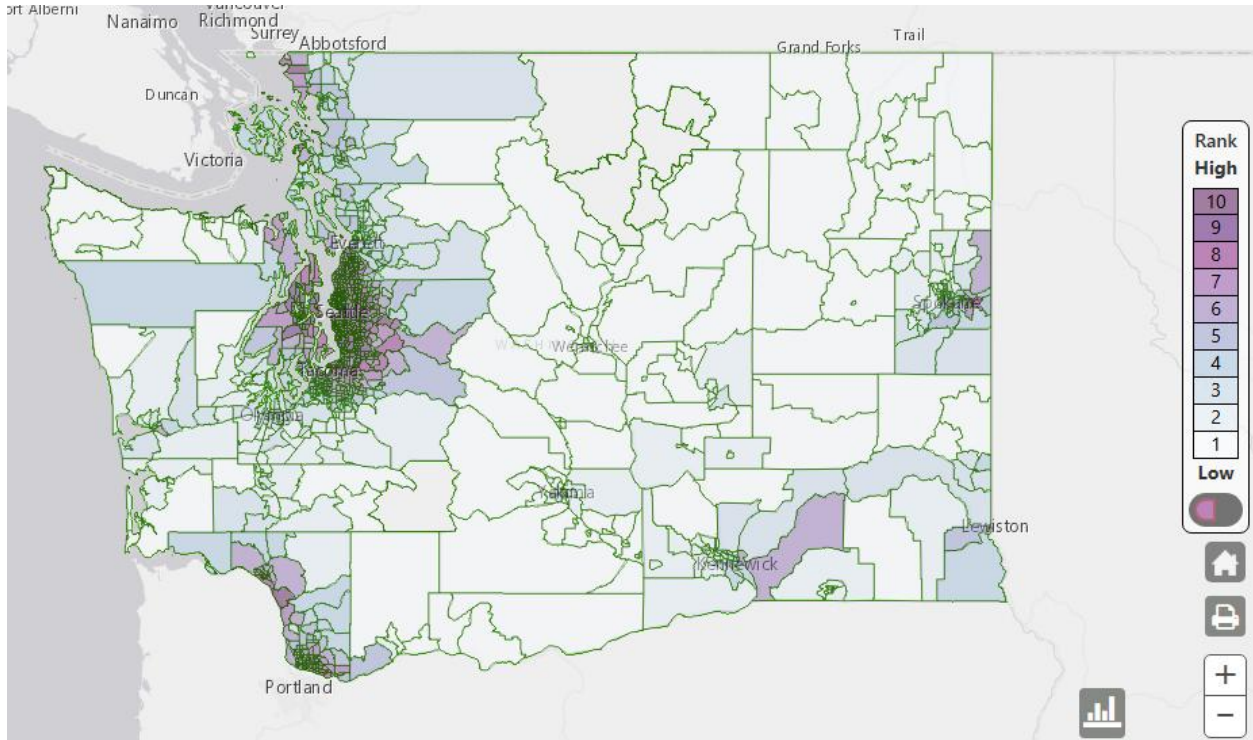 ort Alberni
Nanaimo
Vancouver
Richmond
Surrey
Abbotsford
Grand Forks
Trail
Duncan
Victoria
Everett
Seattle
Spokane
Wenatchee
Tacoma
Olympia
Yakima
Lewiston
Kennewick
Portland
Rank
High
10
9
8
7
6
5
4
3
2
1
Low
+
−